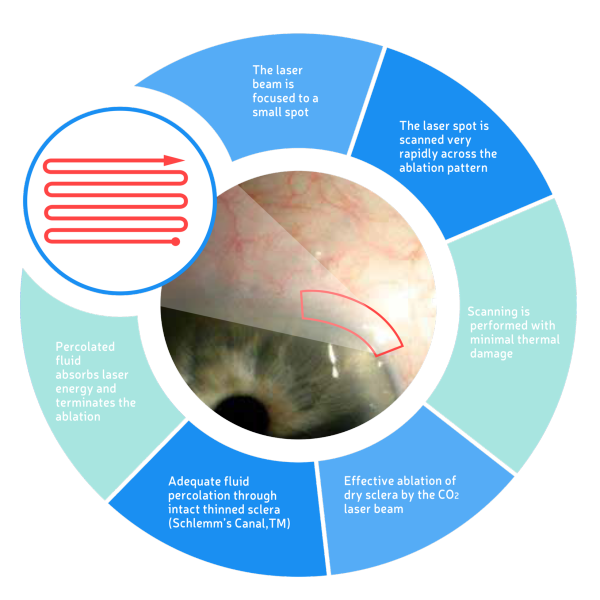 The laser
beam is
focused to a
small spot
The laser spot is
scanned very
rapidly across the
ablation pattern
Scanning is
performed with
minimal thermal
damage
Effective ablation of
dry sclera by the CO₂
laser beam
Adequate fluid
percolation through
intact thinned sclera
(Schlemm's Canal,TM)
Percolated
fluid
absorbs laser
energy and
terminates the
ablation